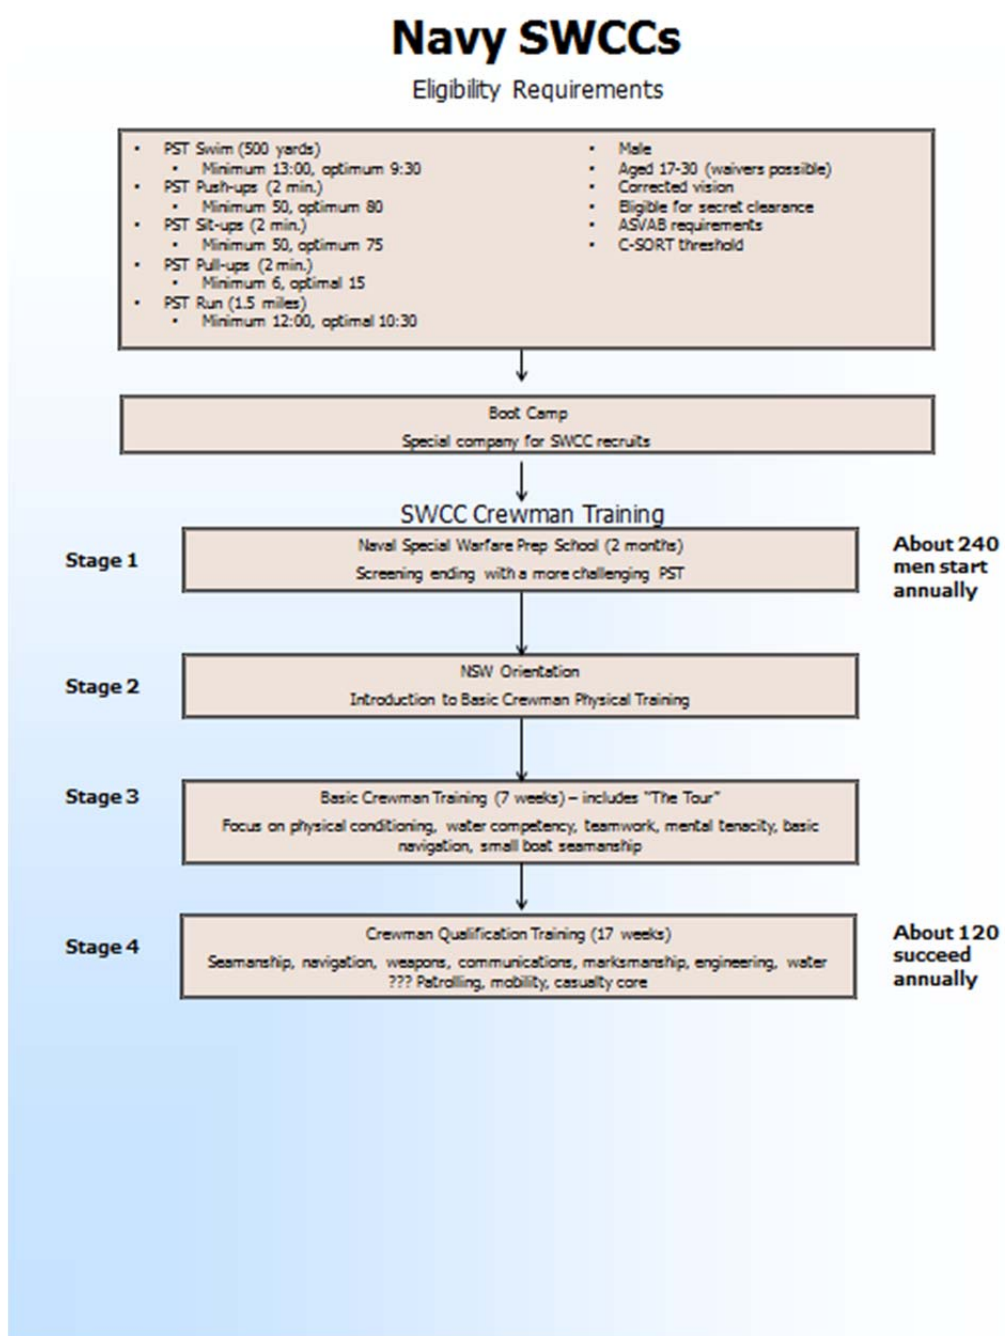 Navy SWCCs
Eligibility Requirements
• PST Swim (500 yards)
• Minimum 13:00, optimum 9:30
• PST Push-ups (2 min.)
• Minimum 50, optimum 80
• PST Sit-ups (2 min.)
• Minimum 50, optimum 75
• PST Pull-ups (2 min.)
• Minimum 6, optimal 15
• PST Run (1.5 miles)
• Minimum 12:00, optimal 10:30
• Male
• Aged 17-30 (waivers possible)
• Corrected vision
• Eligible for secret clearance
• ASVAB requirements
• C-SORT threshold
Boot Camp
Special company for SWCC recruits
SWCC Crewman Training
Stage 1
Naval Special Warfare Prep School (2 months)
Screening ending with a more challenging PST
About 240
men start
annually
Stage 2
NSW Orientation
Introduction to Basic Crewman Physical Training
Stage 3
Basic Crewman Training (7 weeks) – includes "The Tour"
Focus on physical conditioning, water competency, teamwork, mental tenacity, basic
navigation, small boat seamanship
Stage 4
Crewman Qualification Training (17 weeks)
Seamanship, navigation, weapons, communications, marksmanship, engineering, water
??? Patrolling, mobility, casualty core
About 120
succeed
annually